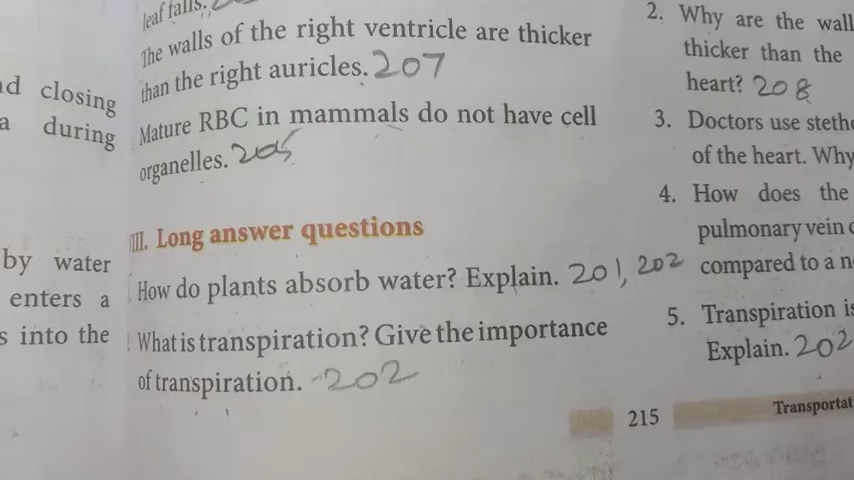 leaf falls.
The walls of the right ventricle are thicker
than the right auricles. 207
Mature RBC in mammals do not have cell
organelles. 205
III. Long answer questions
How do plants absorb water? Explain. 201, 202
What is transpiration? Give the importance
of transpiration. 202
closing
a during
by water
enters a
s into the
2. Why are the wall
thicker than the
heart? 208
3. Doctors use steth
of the heart. Why
4. How does the
pulmonary vein
compared to a n
5. Transpiration is
Explain. 202
215
Transportat